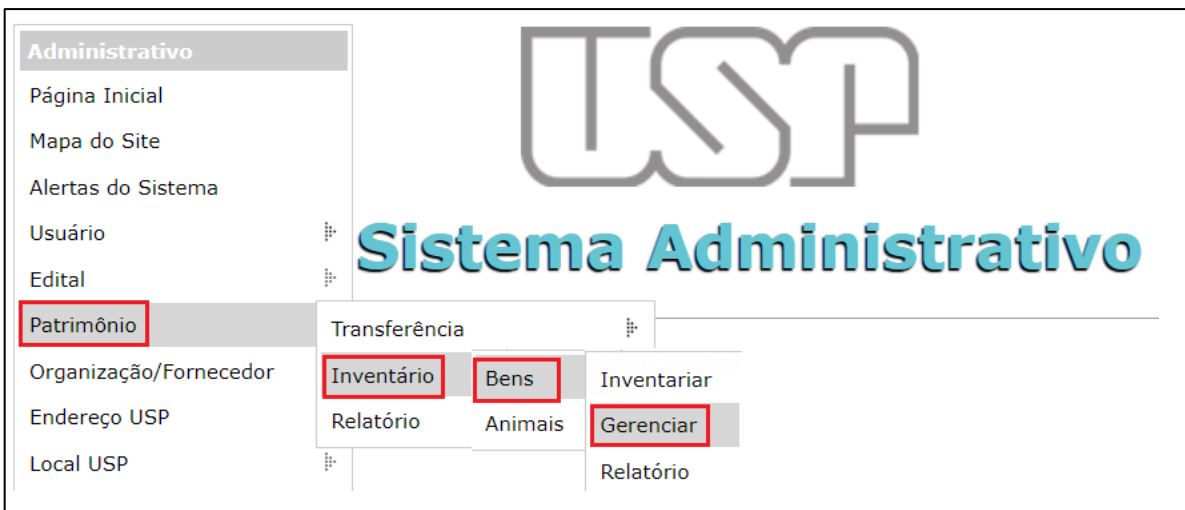 Administrativo
Página Inicial
Mapa do Site
Alertas do Sistema
Usuário
Edital
Patrimônio
Organização/Fornecedor
Endereço USP
Local USP
USP
Sistema Administrativo
Transferência
Inventário
Relatório
Bens
Animais
Inventariar
Gerenciar
Relatório